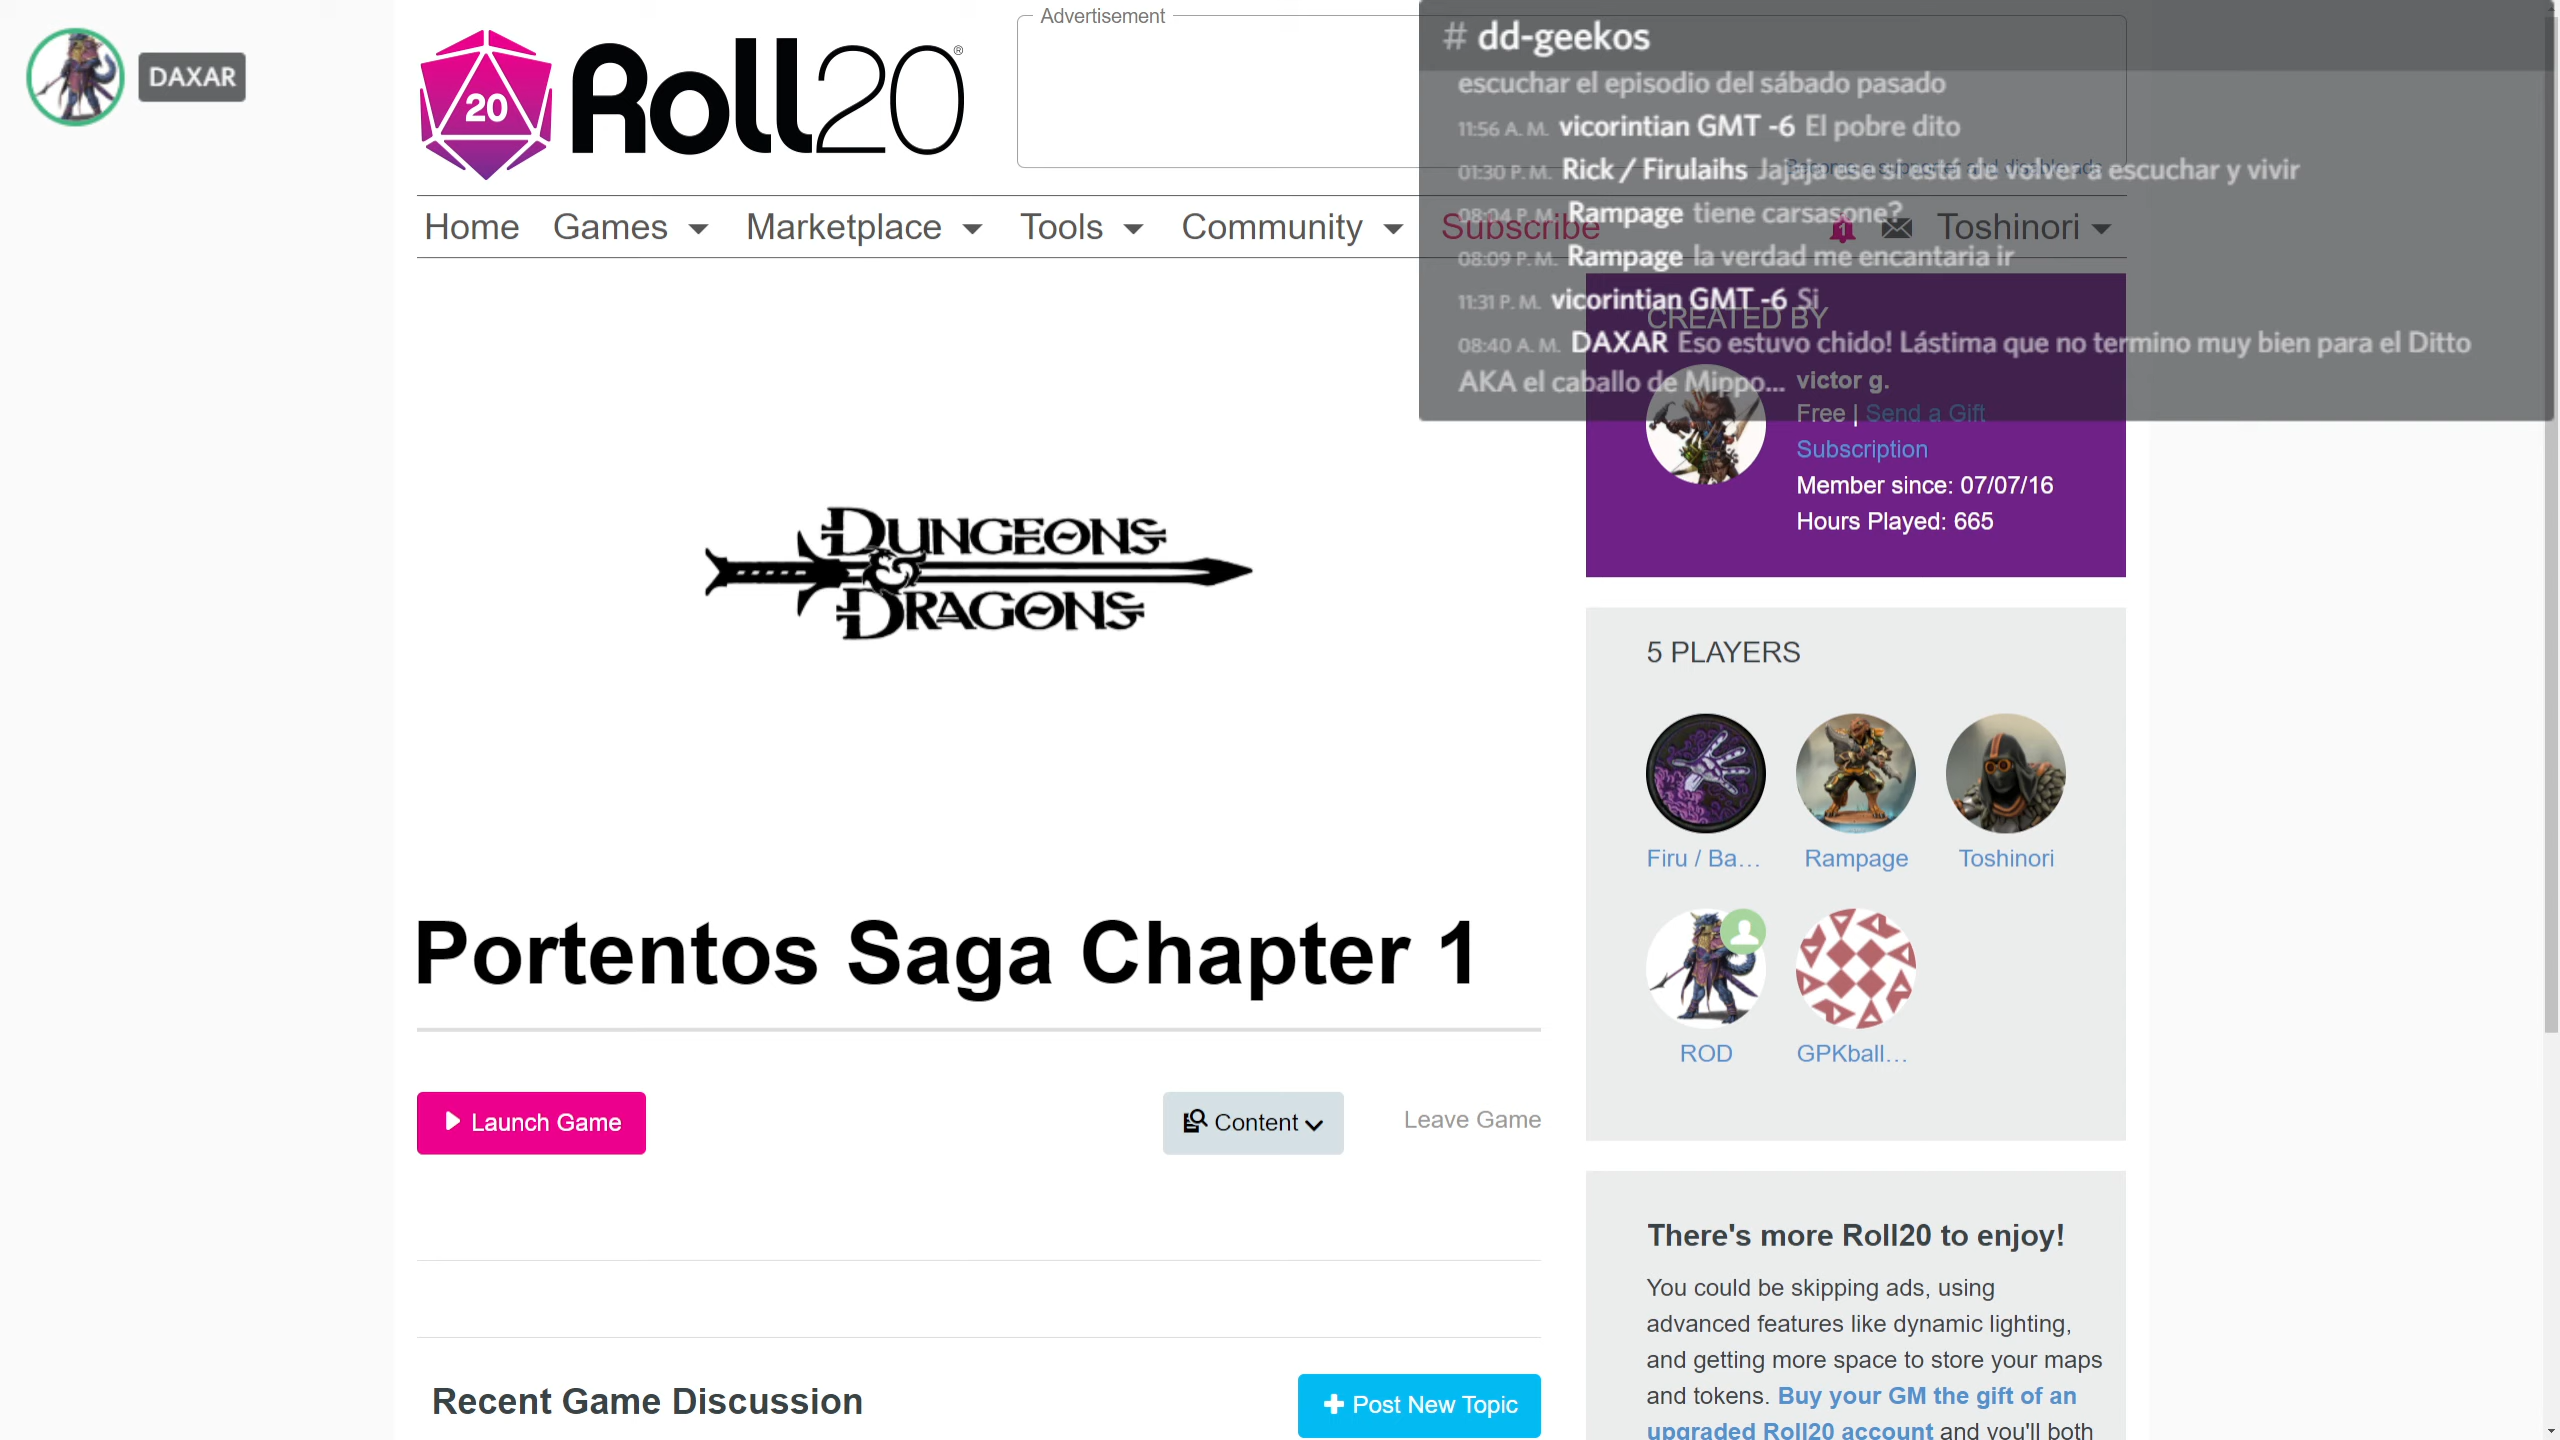 DAXAR
20
Roll20®
Advertisement
# dd-geekos
escuchar el episodio del sábado pasado
11:56 A. M. vicorintian GMT -6 El pobre dito
01:30 P. M. Rick / Firulaihs Jajaja ese si está de volver a escuchar y vivir
08:04 P. M. Rampage tiene carsasone?
08:09 P. M. Rampage la verdad me encantaria ir
11:31 P. M. vicorintian GMT -6 Si
08:40 A. M. DAXAR Eso estuvo chido! Lástima que no termino muy bien para el Ditto
AKA el caballo de Mippo...
Become a supporter and disable ads
Home Games Marketplace Tools Community Subscribe 1 Toshinori
CREATED BY
victor g.
Free | Send a Gift
Subscription
Member since: 07/07/16
Hours Played: 665
DUNGEONS
&
DRAGONS
5 PLAYERS
Firu / Ba... Rampage Toshinori
ROD GPKball...
Portentos Saga Chapter 1
Launch Game Content Leave Game
There's more Roll20 to enjoy!
You could be skipping ads, using
advanced features like dynamic lighting,
and getting more space to store your maps
and tokens. Buy your GM the gift of an
upgraded Roll20 account and you'll both
Recent Game Discussion
Post New Topic